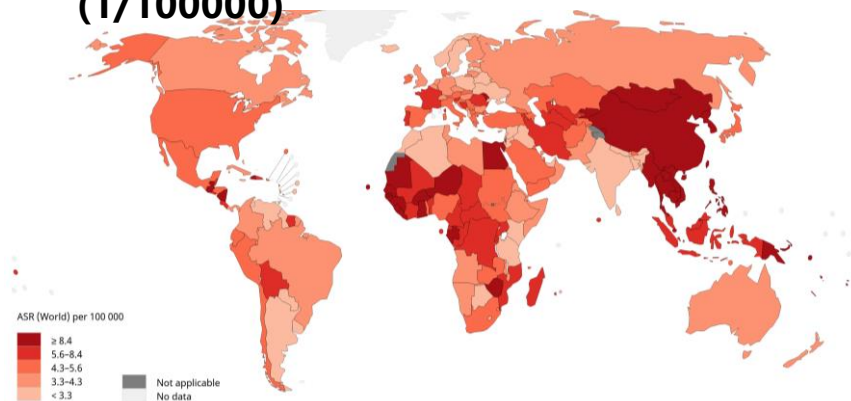 (1/100000)
ASR (World) per 100 000
≥ 8.4
5.6–8.4
4.3–5.6
3.3–4.3
< 3.3
Not applicable
No data